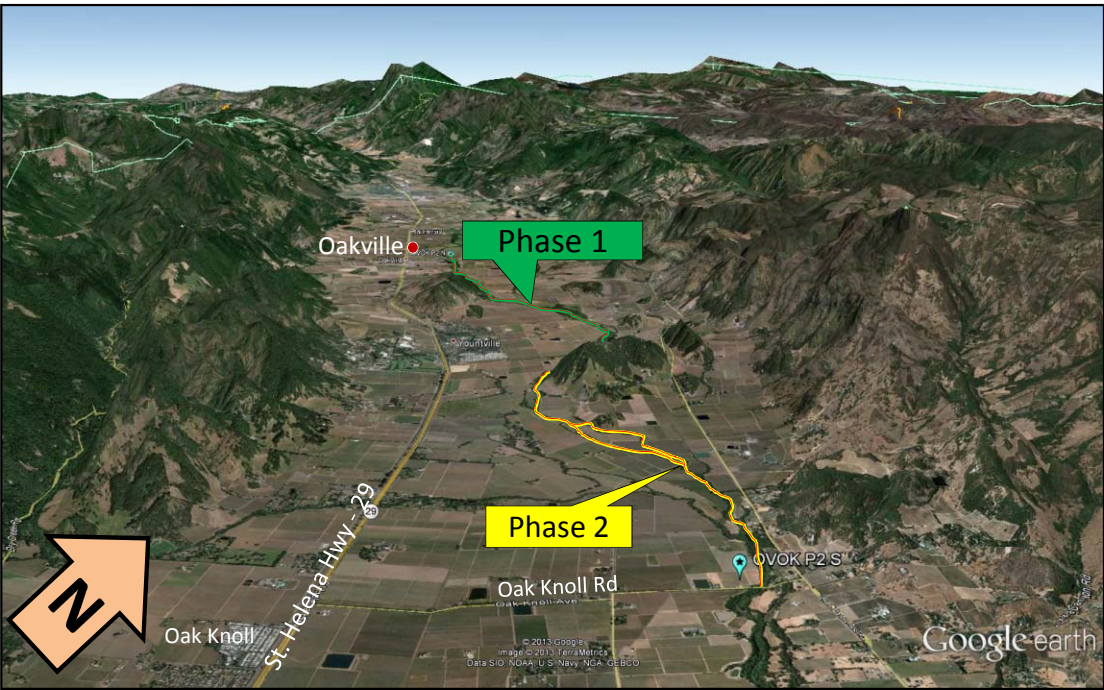 Phase 1
Oakville
Yountville
Phase 2
St. Helena Hwy - 29
29
OVOK P2 S
Oak Knoll Rd
Oak Knoll Ave
N
Oak Knoll
© 2013 Google
Image © 2013 TerraMetrics
Data SIO, NOAA, U.S. Navy, NGA, GEBCO
Google earth